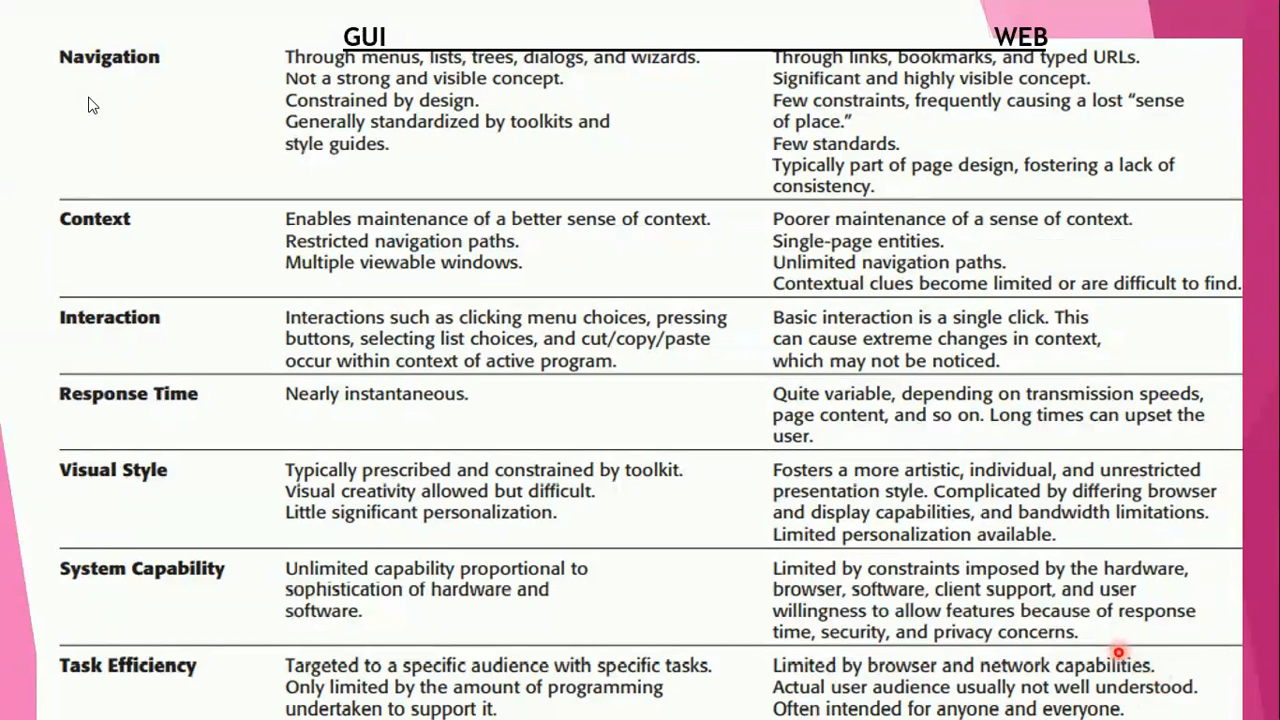 GUI WEB
Navigation Through menus, lists, trees, dialogs, and wizards. Through links, bookmarks, and typed URLs.
Not a strong and visible concept. Significant and highly visible concept.
Constrained by design. Few constraints, frequently causing a lost “sense
Generally standardized by toolkits and of place.”
style guides. Few standards.
Typically part of page design, fostering a lack of
consistency.
Context Enables maintenance of a better sense of context. Poorer maintenance of a sense of context.
Restricted navigation paths. Single-page entities.
Multiple viewable windows. Unlimited navigation paths.
Contextual clues become limited or are difficult to find.
Interaction Interactions such as clicking menu choices, pressing Basic interaction is a single click. This
buttons, selecting list choices, and cut/copy/paste can cause extreme changes in context,
occur within context of active program. which may not be noticed.
Response Time Nearly instantaneous. Quite variable, depending on transmission speeds,
page content, and so on. Long times can upset the
user.
Visual Style Typically prescribed and constrained by toolkit. Fosters a more artistic, individual, and unrestricted
Visual creativity allowed but difficult. presentation style. Complicated by differing browser
Little significant personalization. and display capabilities, and bandwidth limitations.
Limited personalization available.
System Capability Unlimited capability proportional to Limited by constraints imposed by the hardware,
sophistication of hardware and browser, software, client support, and user
software. willingness to allow features because of response
time, security, and privacy concerns.
Task Efficiency Targeted to a specific audience with specific tasks. Limited by browser and network capabilities.
Only limited by the amount of programming Actual user audience usually not well understood.
undertaken to support it. Often intended for anyone and everyone.